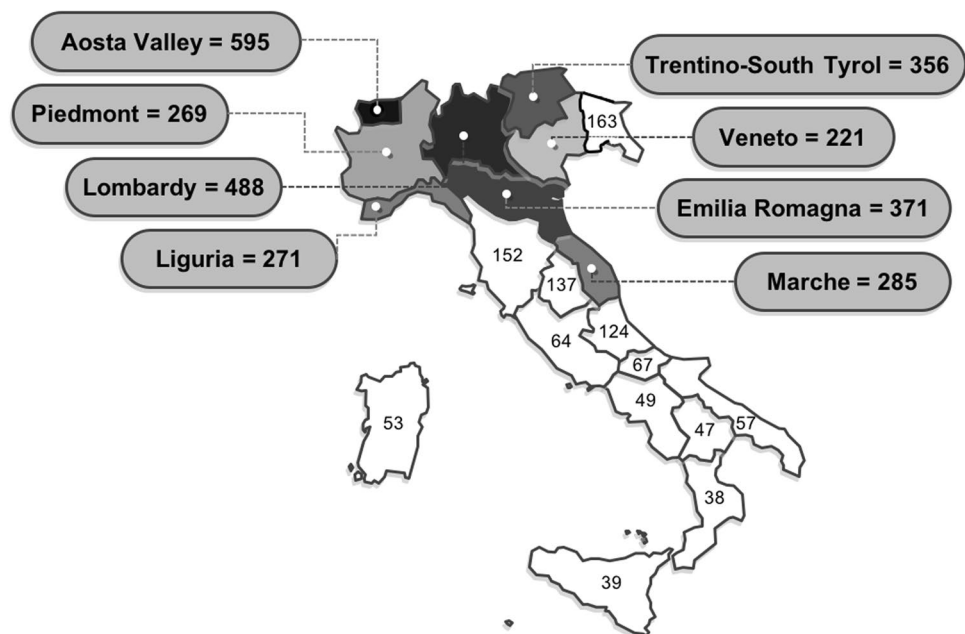 Aosta Valley = 595
Trentino-South Tyrol = 356
Piedmont = 269
163
Veneto = 221
Lombardy = 488
Emilia Romagna = 371
Liguria = 271
152
Marche = 285
137
64
124
67
49
53
47
57
38
39